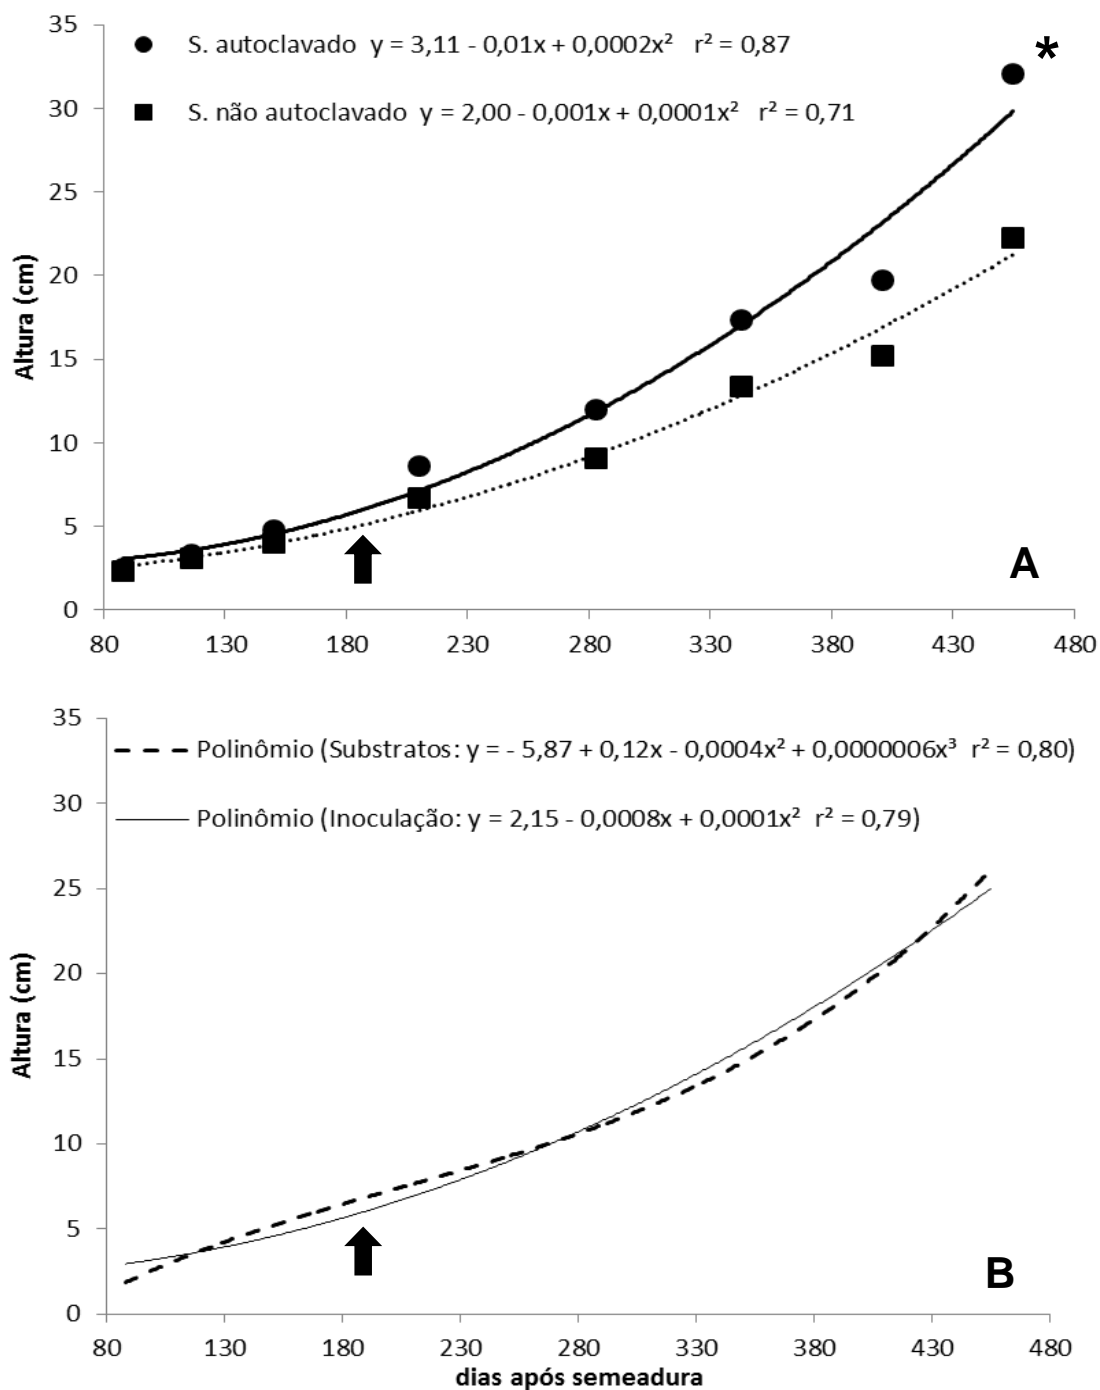 35
S. autoclavado y = 3,11 - 0,01x + 0,0002x² r² = 0,87
*
30
S. não autoclavado y = 2,00 - 0,001x + 0,0001x² r² = 0,71
25
20
Altura (cm)
15
10
5
A
0
80 130 180 230 280 330 380 430 480
35
Polinômio (Substratos: y = - 5,87 + 0,12x - 0,0004x² + 0,0000006x³ r² = 0,80)
30
Polinômio (Inoculação: y = 2,15 - 0,0008x + 0,0001x² r² = 0,79)
25
20
Altura (cm)
15
10
5
B
0
80 130 180 230 280 330 380 430 480
dias após semeadura